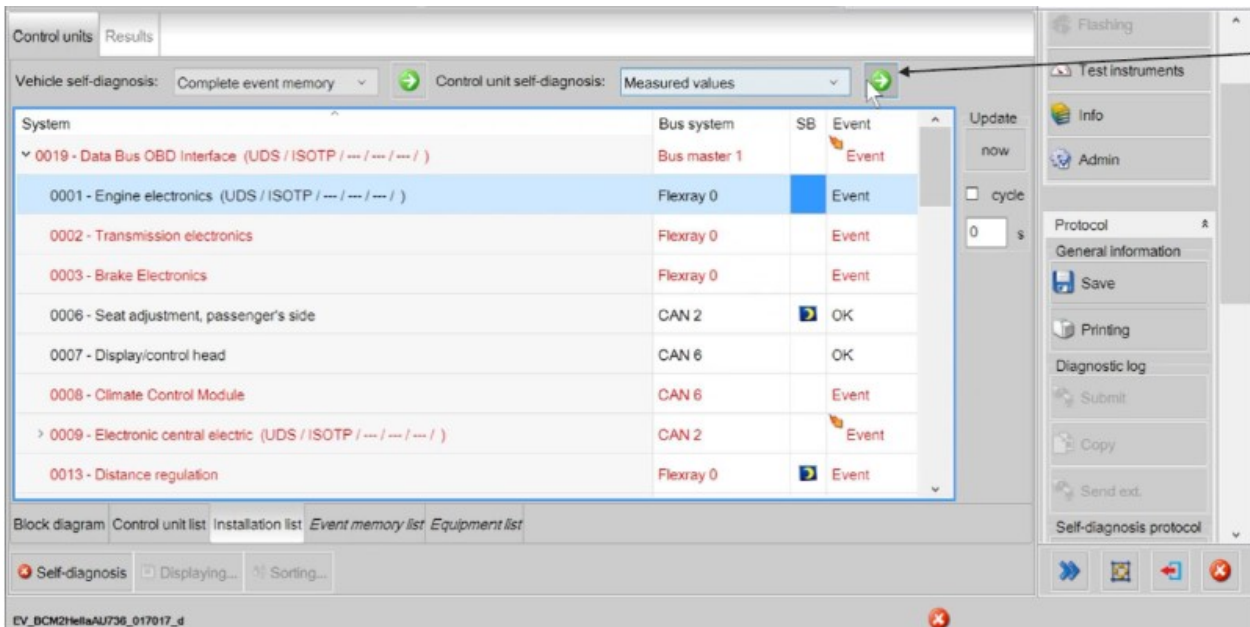 Control units Results
Vehicle self-diagnosis: Complete event memory Control unit self-diagnosis: Measured values
System Bus system SB Event
0019 - Data Bus OBD Interface (UDS / ISOTP / --- / --- / --- / ) Bus master 1 Event
0001 - Engine electronics (UDS / ISOTP / --- / --- / --- / ) Flexray 0 Event
0002 - Transmission electronics Flexray 0 Event
0003 - Brake Electronics Flexray 0 Event
0006 - Seat adjustment, passenger's side CAN 2 OK
0007 - Display/control head CAN 6 OK
0008 - Climate Control Module CAN 6 Event
0009 - Electronic central electric (UDS / ISOTP / --- / --- / --- / ) CAN 2 Event
0013 - Distance regulation Flexray 0 Event
Update
now
cycle
0 s
Block diagram Control unit list Installation list Event memory list Equipment list
Self-diagnosis Displaying... Sorting...
EV_BCM2HellaAU736_017017_d
Flashing
Test instruments
Info
Admin
Protocol
General information
Save
Printing
Diagnostic log
Submit
Copy
Send ext.
Self-diagnosis protocol